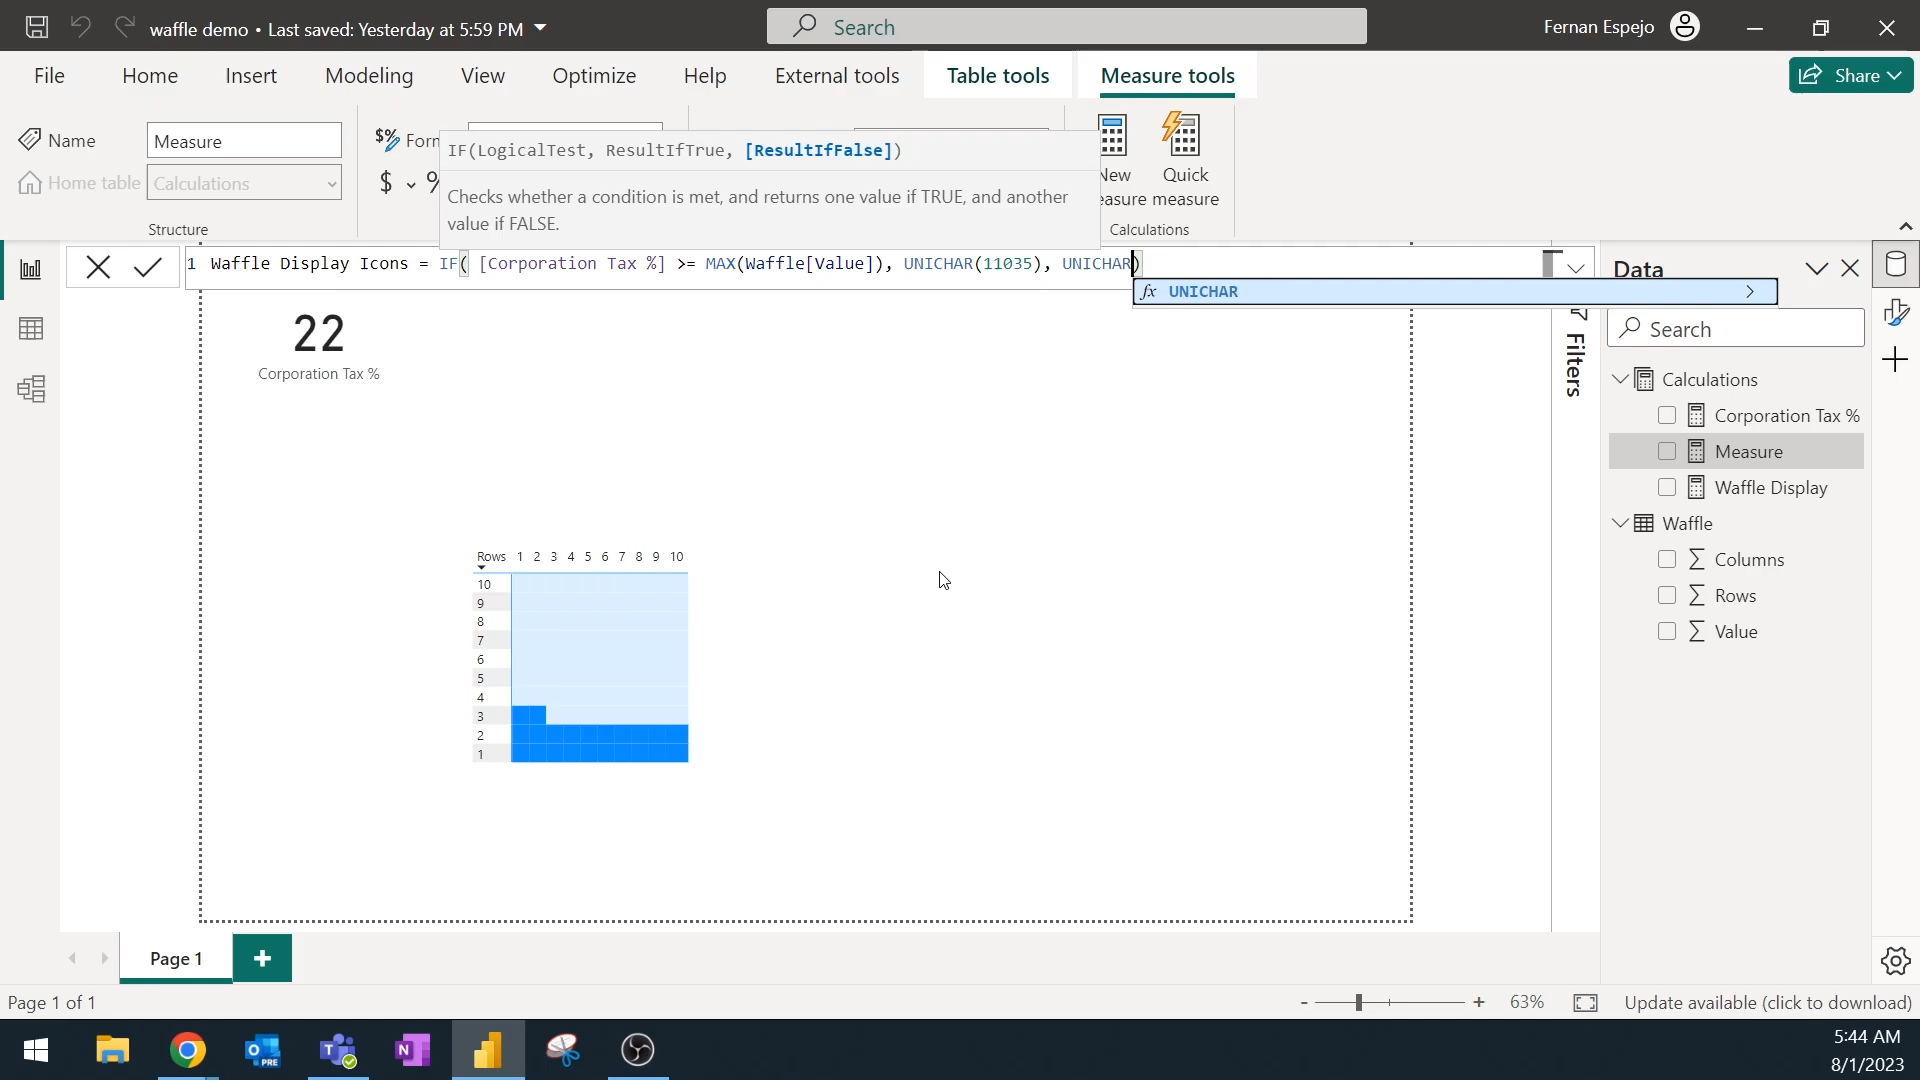 waffle demo • Last saved: Yesterday at 5:59 PM
Search
Fernan Espejo
File Home Insert Modeling View Optimize Help External tools Table tools Measure tools
Share
Name Measure
Home table Calculations
Structure
$% Form
$ %
IF(LogicalTest, ResultIfTrue, [ResultIfFalse])
Checks whether a condition is met, and returns one value if TRUE, and another
value if FALSE.
New Quick
easure measure
Calculations
1 Waffle Display Icons = IF( [Corporation Tax %] >= MAX(Waffle[Value]), UNICHAR(11035), UNICHAR)
fx UNICHAR
22
Corporation Tax %
Rows 1 2 3 4 5 6 7 8 9 10
10
9
8
7
6
5
4
3
2
1
Filters
Data
Search
Calculations
Corporation Tax %
Measure
Waffle Display
Waffle
Columns
Rows
Value
Page 1
Page 1 of 1
- + 63%
Update available (click to download)
5:44 AM
8/1/2023